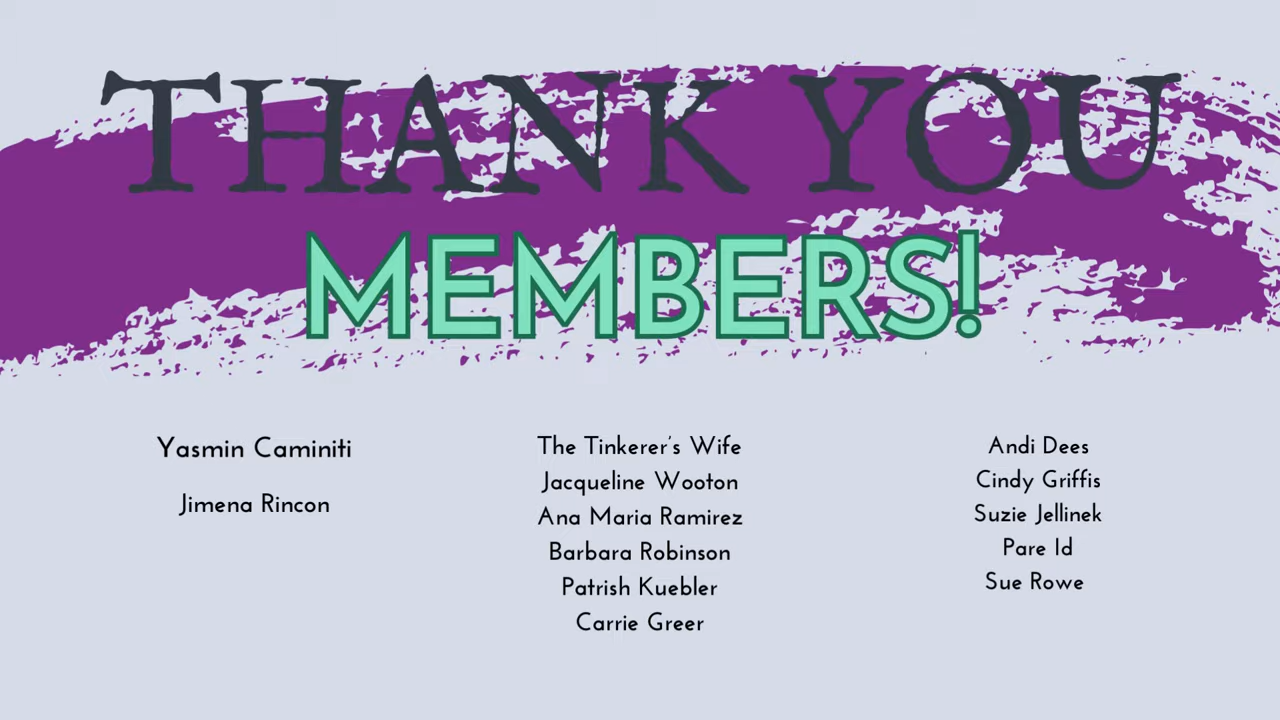 THANK YOU
MEMBERS!
Yasmin Caminiti
Jimena Rincon
The Tinkerer's Wife
Jacqueline Wooton
Ana Maria Ramirez
Barbara Robinson
Patrish Kuebler
Carrie Greer
Andi Dees
Cindy Griffis
Suzie Jellinek
Pare Id
Sue Rowe